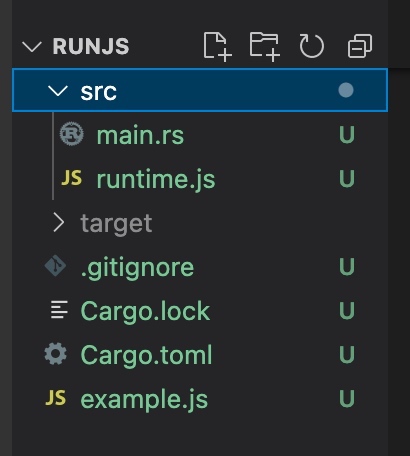 RUNJS
src
main.rs U
JS runtime.js U
target
.gitignore U
Cargo.lock U
Cargo.toml U
JS example.js U